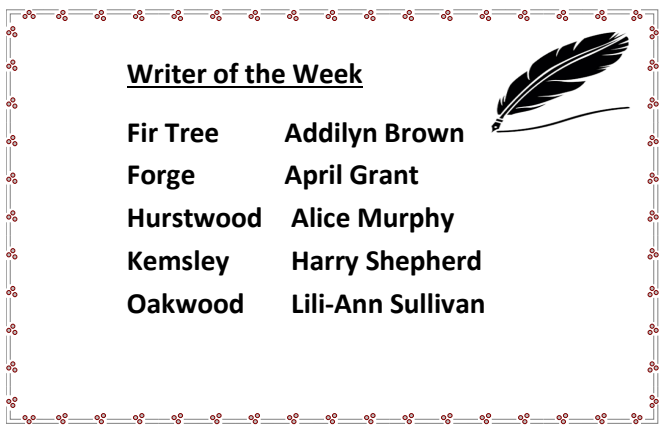 Writer of the Week
Fir Tree Addilyn Brown
Forge April Grant
Hurstwood Alice Murphy
Kemsley Harry Shepherd
Oakwood Lili-Ann Sullivan